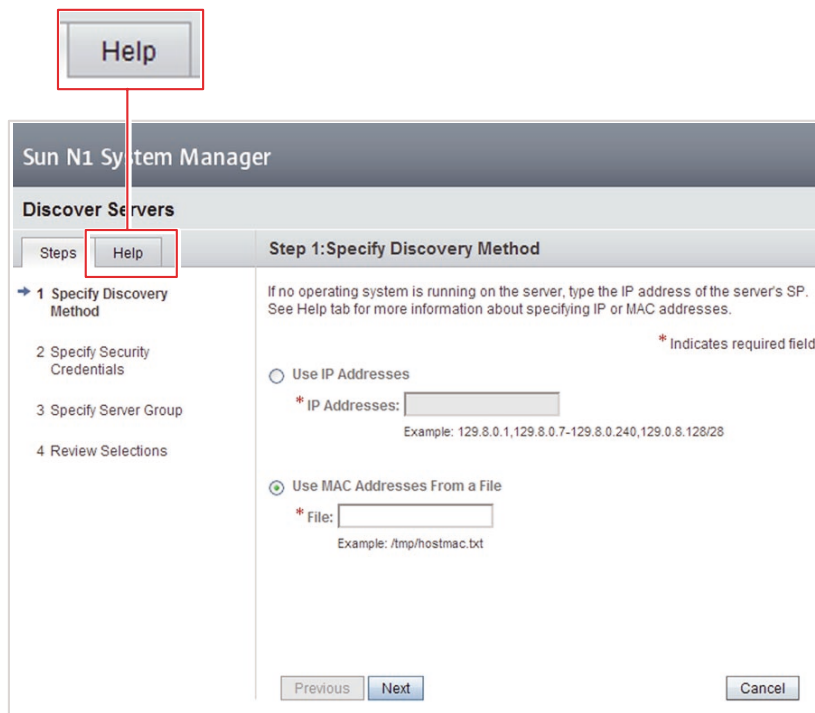 Help
Sun N1 System Manager
Discover Servers
Steps
Help
1 Specify Discovery
Method
2 Specify Security
Credentials
3 Specify Server Group
4 Review Selections
Step 1:Specify Discovery Method
If no operating system is running on the server, type the IP address of the server's SP.
See Help tab for more information about specifying IP or MAC addresses.
* Indicates required field
Use IP Addresses
* IP Addresses:
Example: 129.8.0.1,129.8.0.7-129.8.0.240,129.0.8.128/28
Use MAC Addresses From a File
* File:
Example: /tmp/hostmac.txt
Previous
Next
Cancel